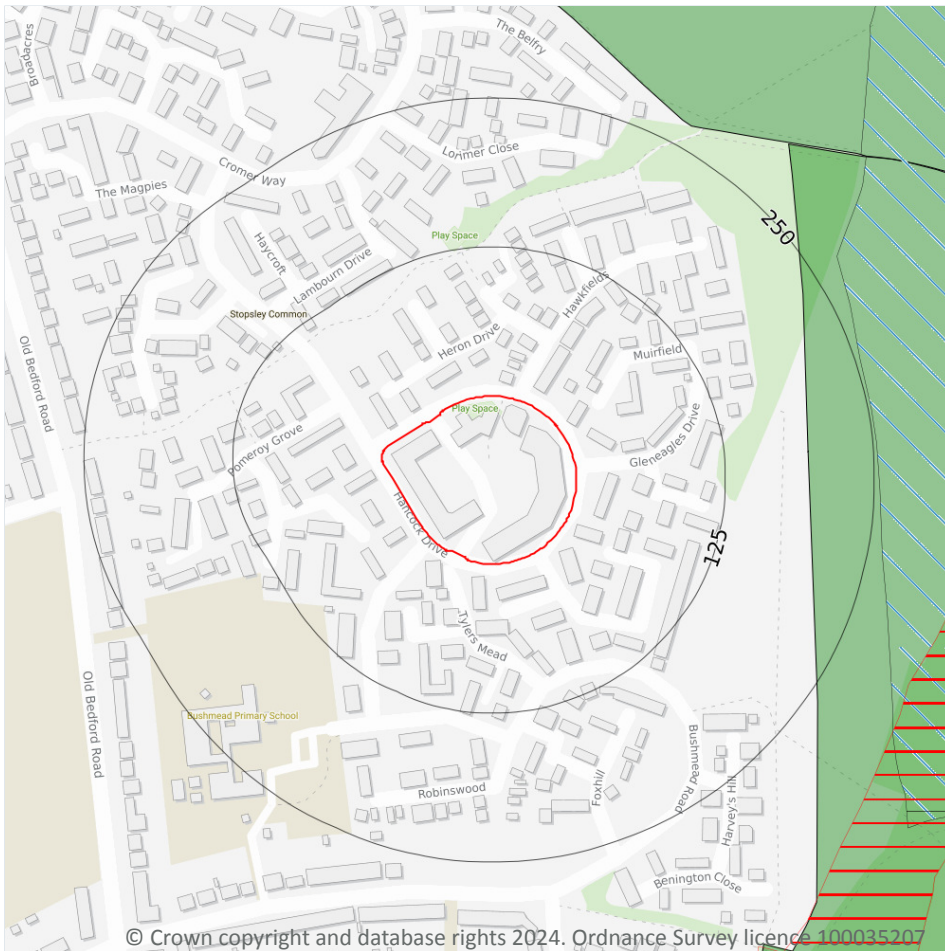 The Belfry
Broadacres
Lorimer Close
Cromer Way
The Magpies
250
Play Space
Haycroft
Lambourn Drive
Hawkfields
Stopsley Common
Heron Drive
Muirfield
Old Bedford Road
Play Space
Gleneagles Drive
Pomeroy Grove
Hancock Drive
125
Tylers Mead
Old Bedford Road
Bushmead Primary School
Bushmead Road
Robinswood
Foxhill
Harvey's Hill
Benington Close
© Crown copyright and database rights 2024. Ordnance Survey licence 100035207